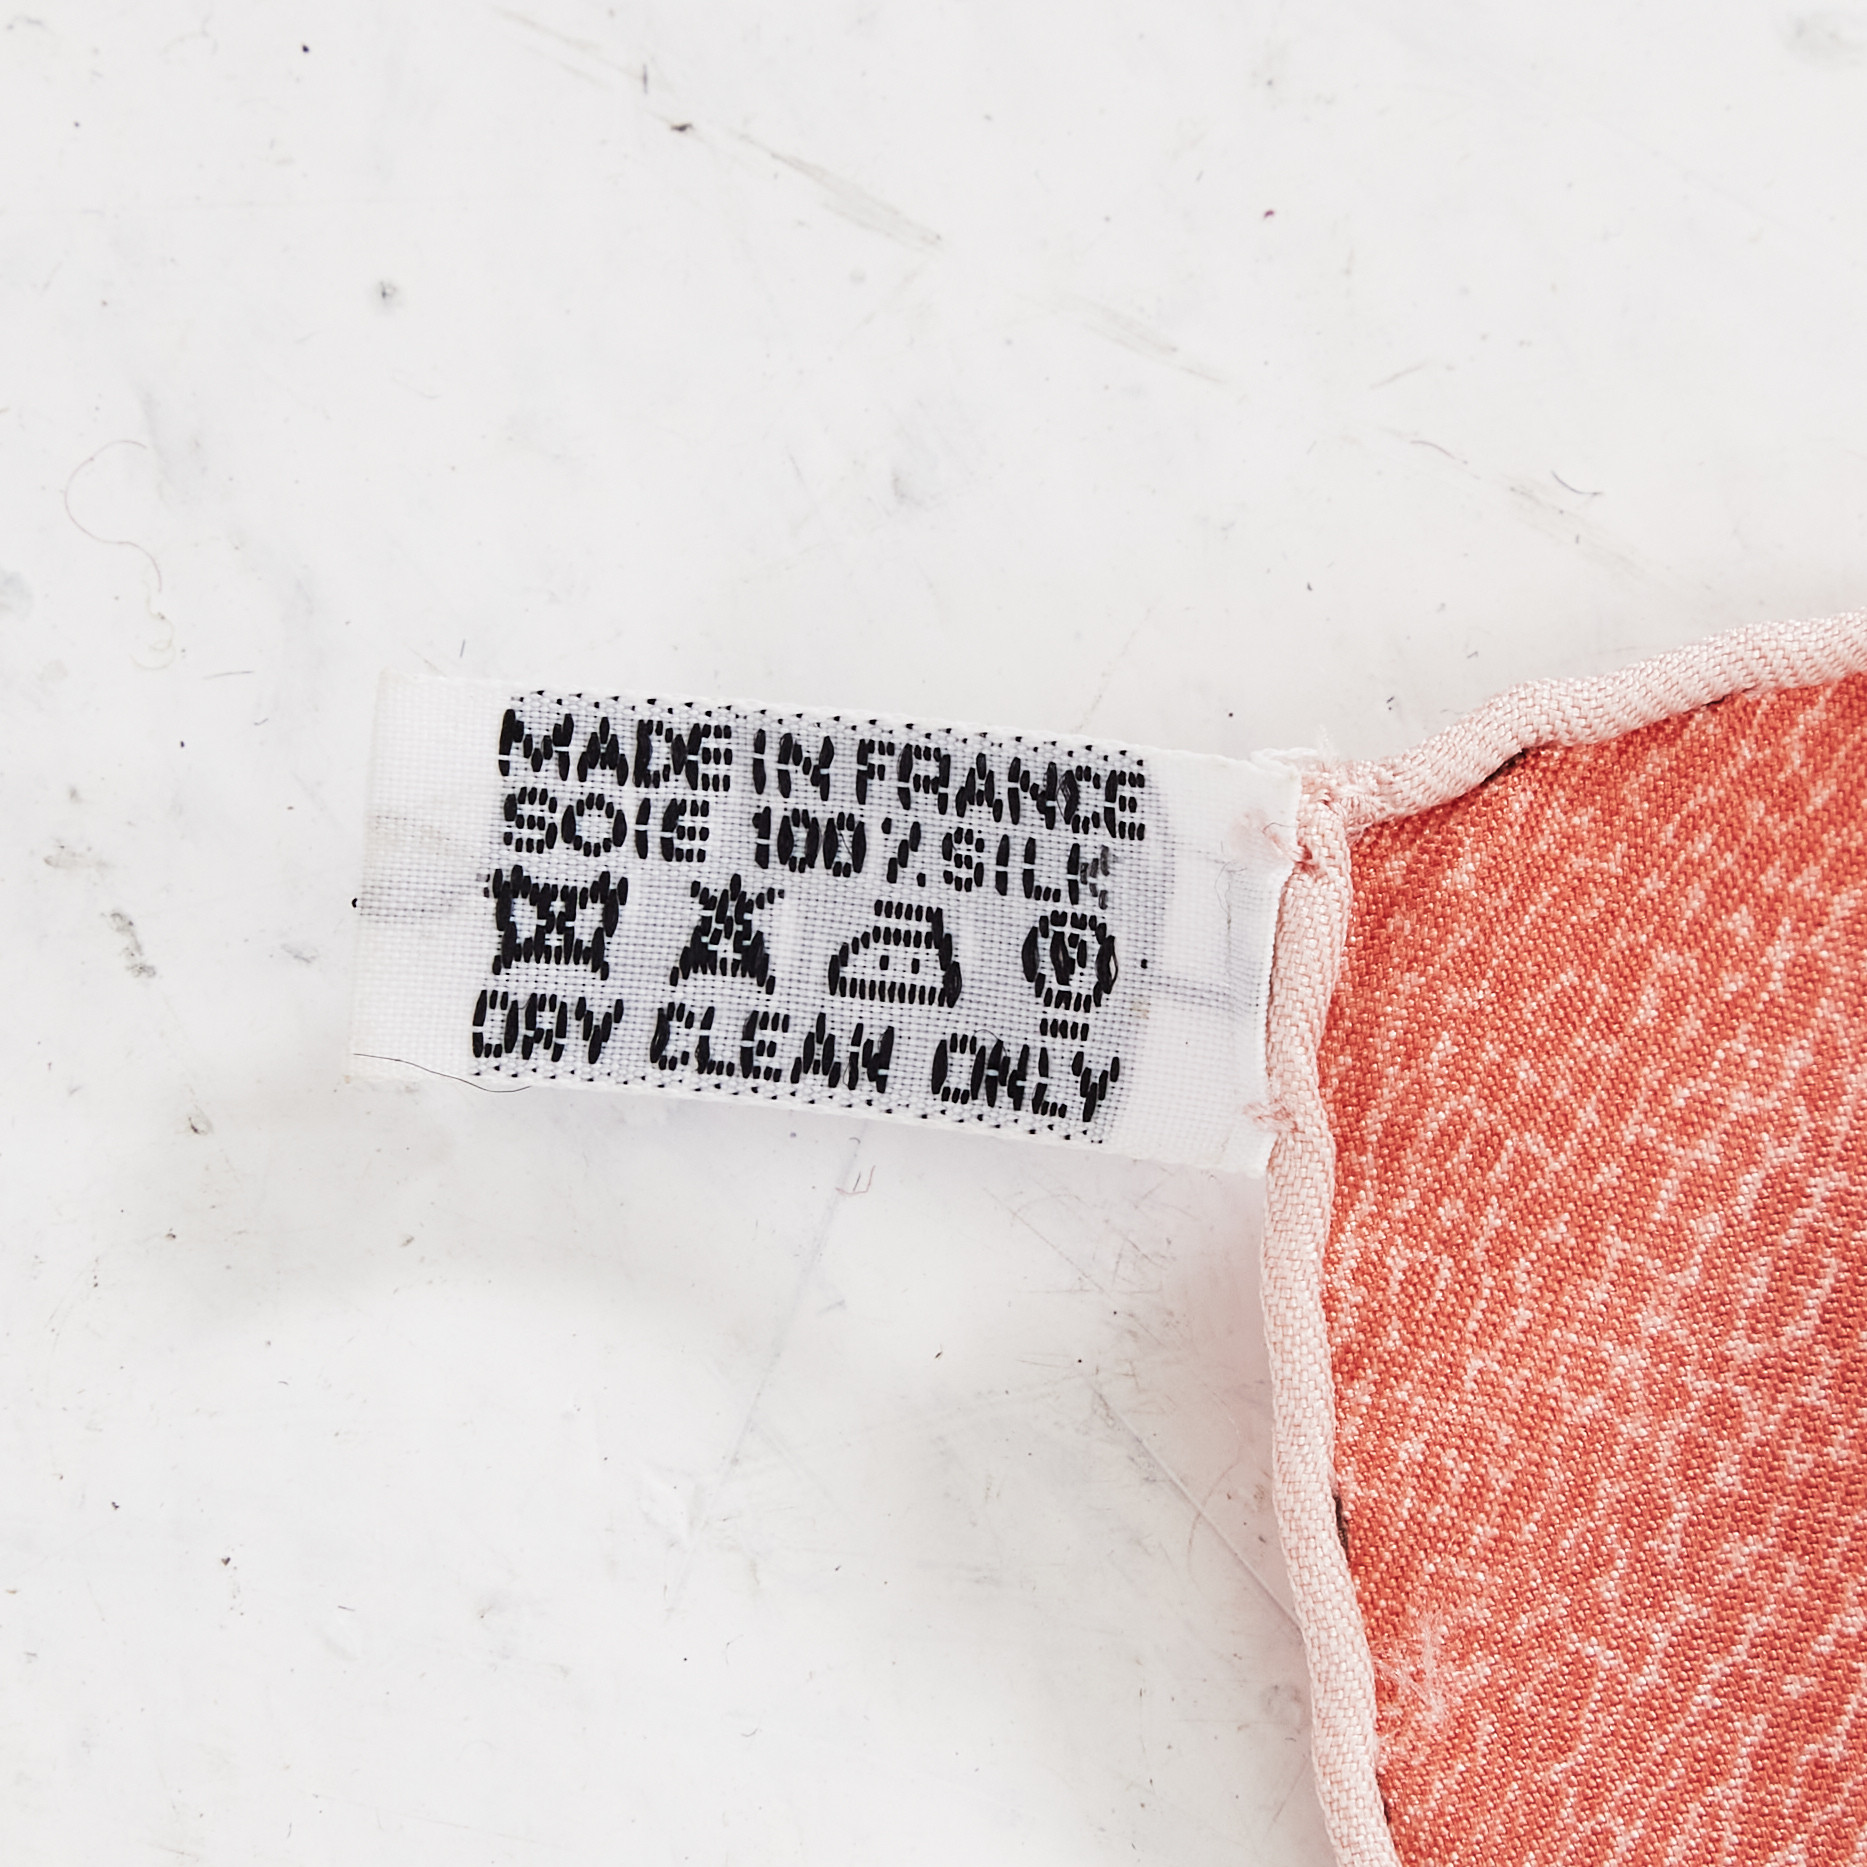 MADE IN FRANCE
SOIE 100% SILK
P
DRY CLEAN ONLY